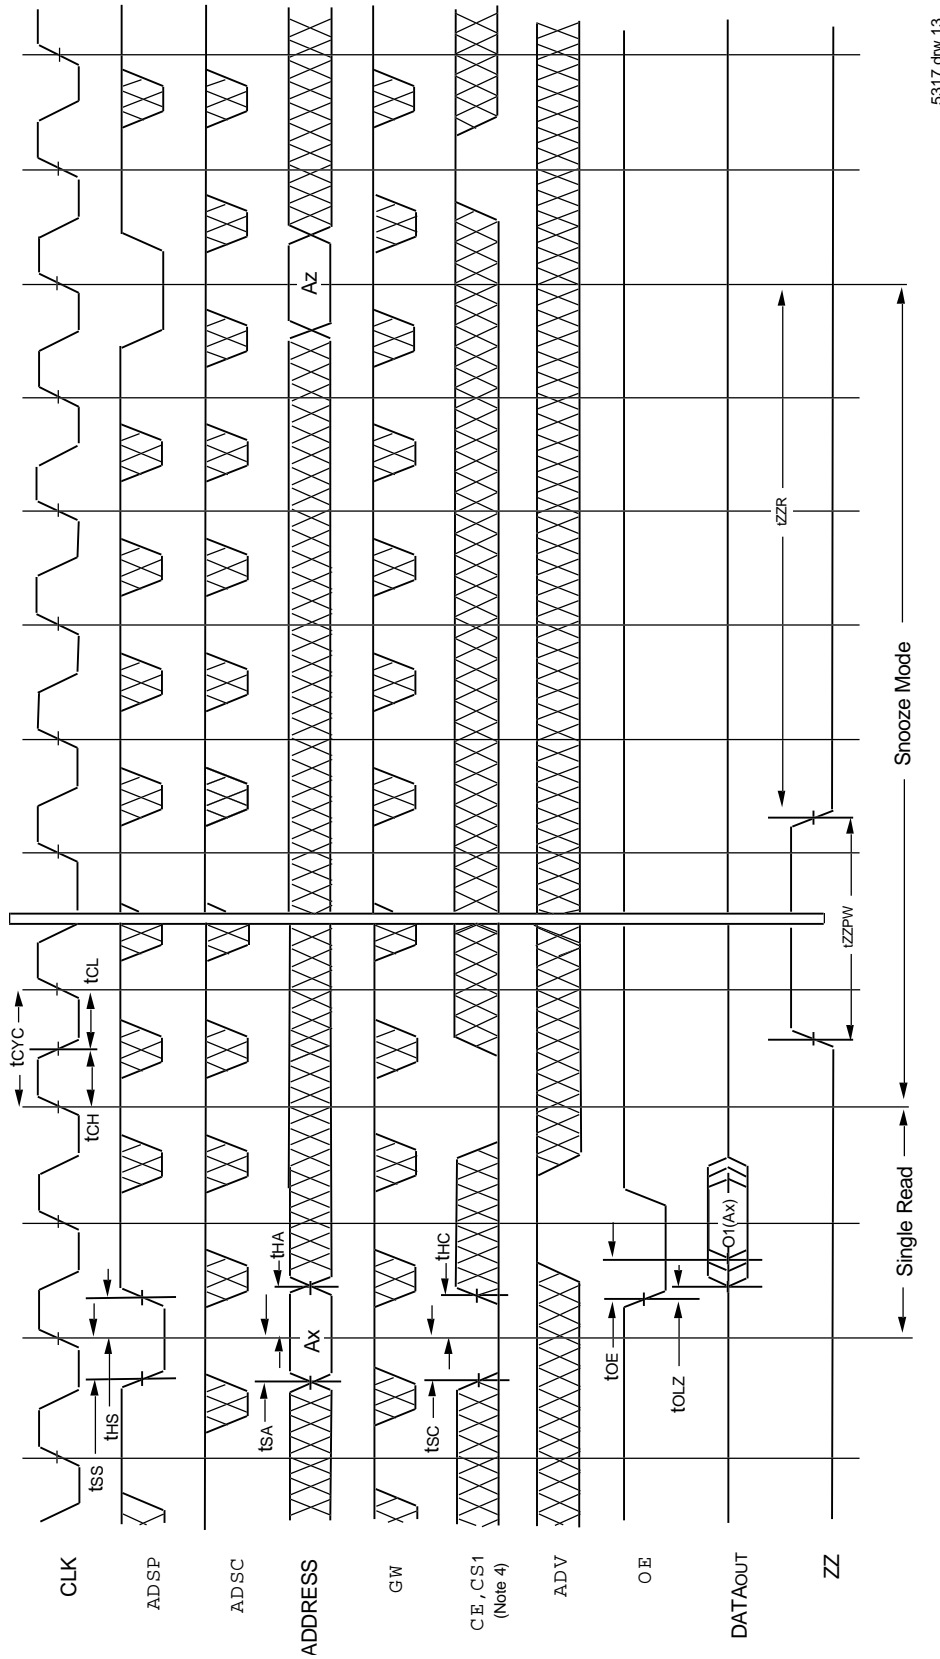 CLK
tCYC
tCH
tCL
tSS
tHS
ADSP
ADSC
ADDRESS
tSA
tHA
Ax
Az
GW
CE, CS1
(Note 4)
tSC
tHC
ADV
OE
tOE
tOLZ
DATAOUT
O1(Ax)
ZZ
tZZPW
tZZR
Single Read
Snooze Mode
5317 drw 13